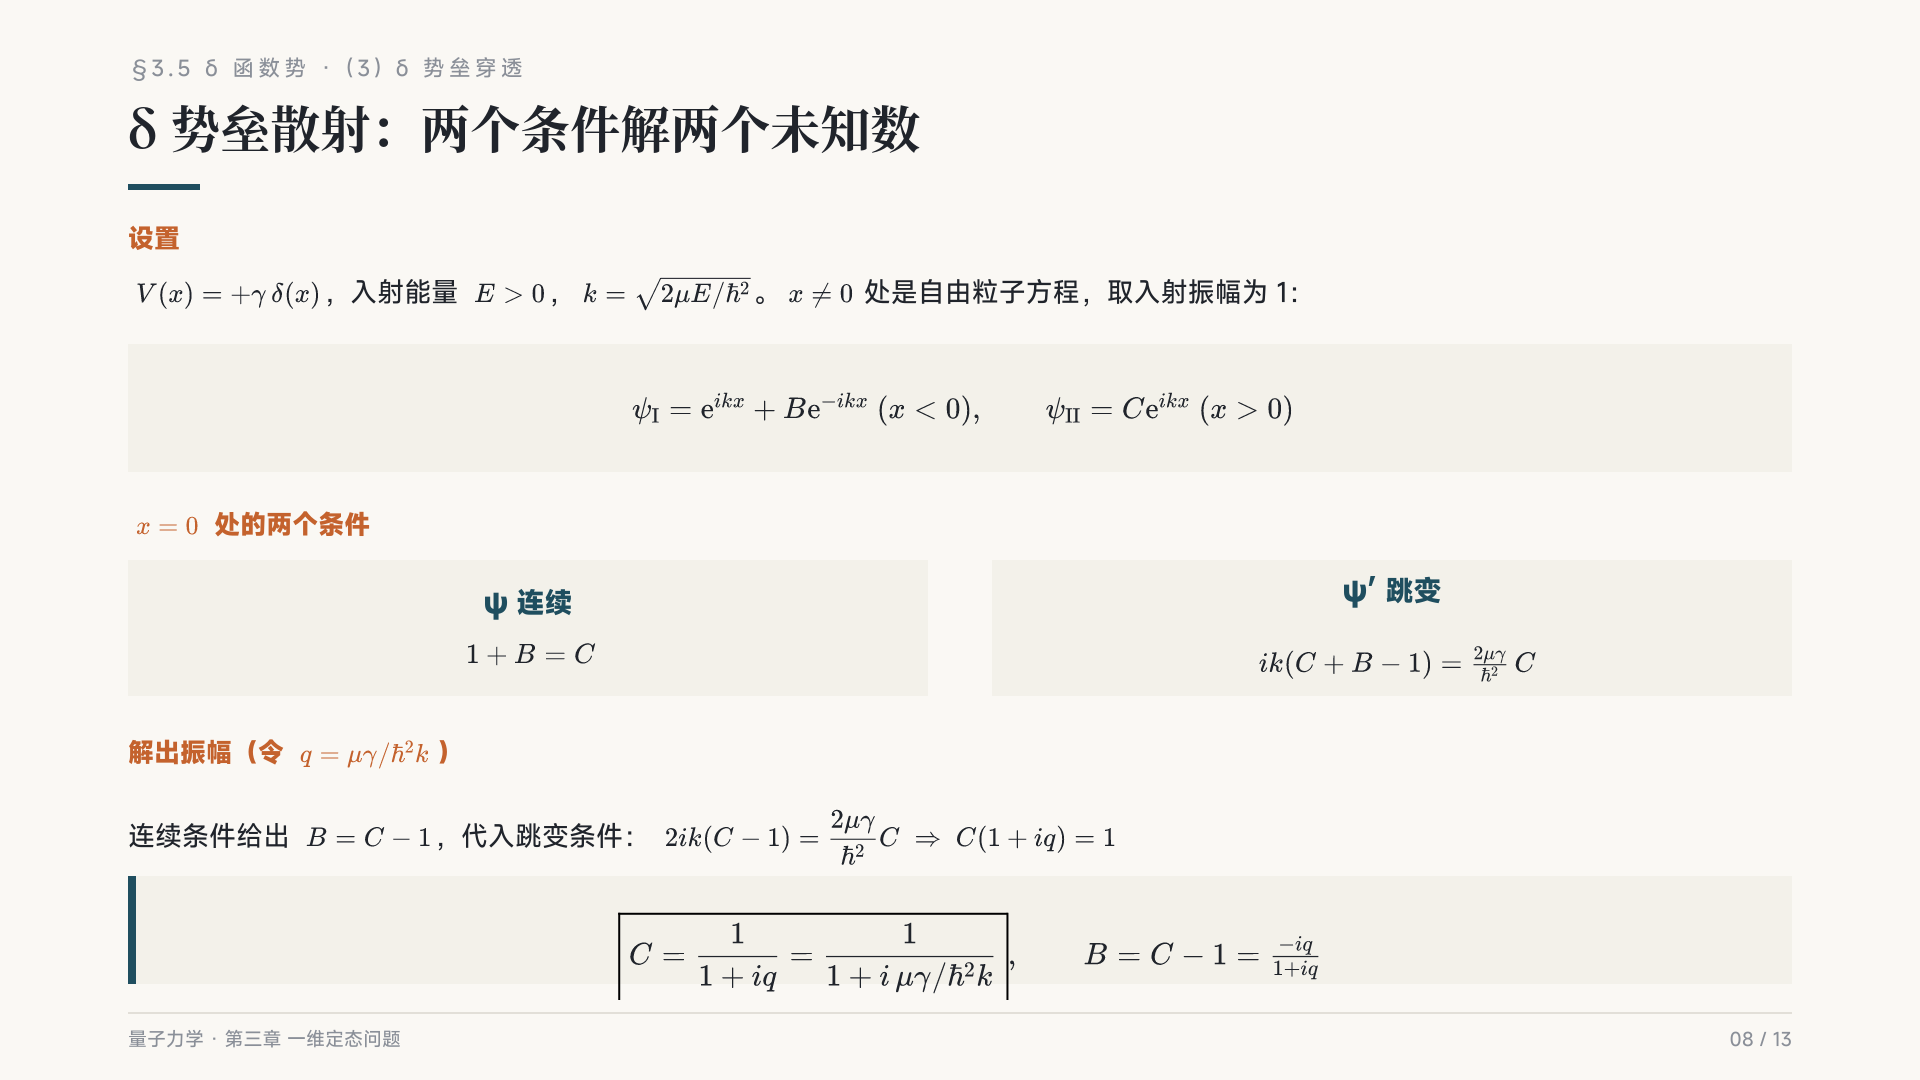 §3.5 δ 函数势 · (3) δ 势垒穿透
δ 势垒散射：两个条件解两个未知数
设置
V(x) = +γ δ(x)，入射能量 E > 0，k = √(2μE/ħ²)。x ≠ 0 处是自由粒子方程，取入射振幅为 1:
ψ_I = e^{ikx} + Be^{−ikx} (x < 0), ψ_II = Ce^{ikx} (x > 0)
x = 0 处的两个条件
ψ 连续
1 + B = C
ψ′ 跳变
ik(C + B − 1) = \frac{2μγ}{ħ²} C
解出振幅（令 q = μγ/ħ²k ）
连续条件给出 B = C − 1，代入跳变条件： 2ik(C − 1) = \frac{2μγ}{ħ²} C ⇒ C(1 + iq) = 1
C = \frac{1}{1 + iq} = \frac{1}{1 + i μγ/ħ²k}, B = C − 1 = \frac{−iq}{1+iq}
量子力学 · 第三章 一维定态问题
08 / 13